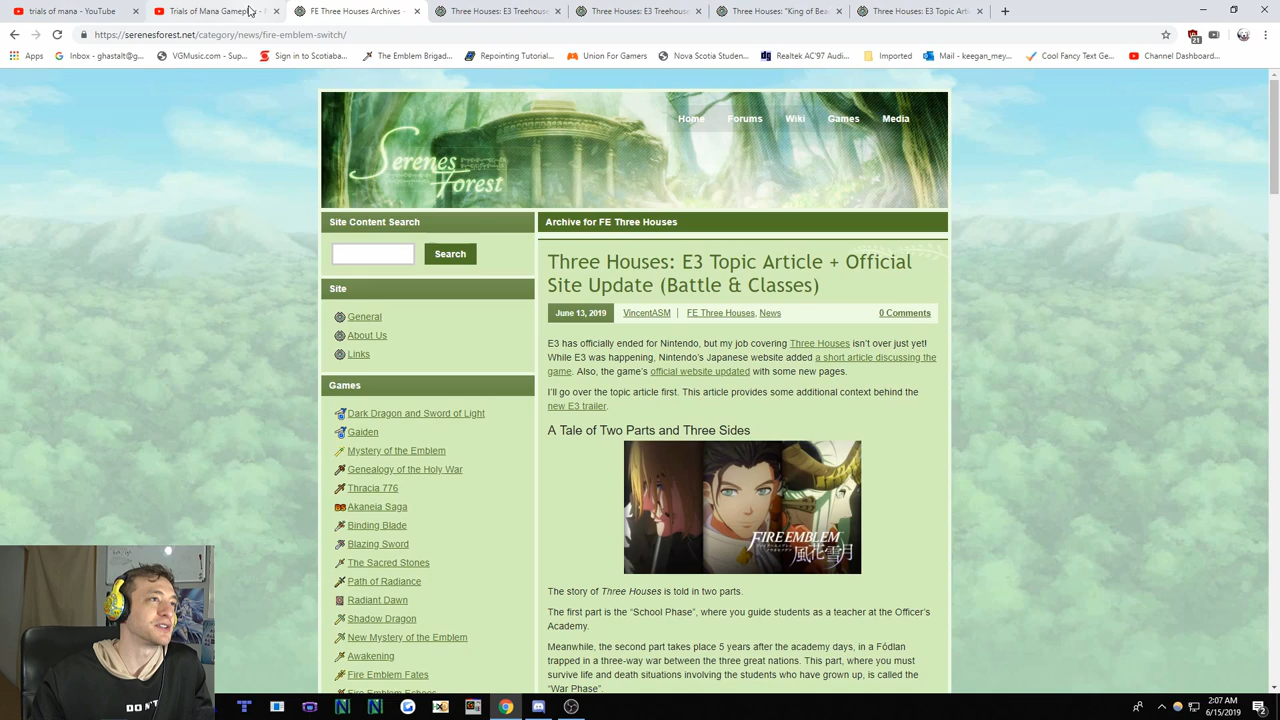 trials of mana - YouTube
Trials of Mana Gamepl
FE Three Houses Archives
Three Houses: E3 Treehouse
Three Houses: E3 Treehouse
Three Houses: "King of Bea
Three Houses: E3 Topic Arti
https://serenesforest.net/category/news/fire-emblem-switch/
21
Apps
Inbox - ghastalt@g...
VGMusic.com - Sup...
Sign in to Scotiaba...
The Emblem Brigad...
Repointing Tutorial...
Union For Gamers
Nova Scotia Studen...
Realtek AC'97 Audi...
Imported
Mail - keegan_mey...
Cool Fancy Text Ge...
Channel Dashboard...
Serenes Forest
Home Forums Wiki Games Media
Site Content Search
Search
Site
General
About Us
Links
Games
Dark Dragon and Sword of Light
Gaiden
Mystery of the Emblem
Genealogy of the Holy War
Thracia 776
Akaneia Saga
Binding Blade
Blazing Sword
The Sacred Stones
Path of Radiance
Radiant Dawn
Shadow Dragon
New Mystery of the Emblem
Awakening
Fire Emblem Fates
Fire Emblem Echoes
Archive for FE Three Houses
Three Houses: E3 Topic Article + Official
Site Update (Battle & Classes)
June 13, 2019 VincentASM | FE Three Houses, News 0 Comments
E3 has officially ended for Nintendo, but my job covering Three Houses isn't over just yet!
While E3 was happening, Nintendo's Japanese website added a short article discussing the
game. Also, the game's official website updated with some new pages.
I'll go over the topic article first. This article provides some additional context behind the
new E3 trailer.
A Tale of Two Parts and Three Sides
FIRE EMBLEM
風花雪月
The story of Three Houses is told in two parts.
The first part is the "School Phase", where you guide students as a teacher at the Officer's
Academy.
Meanwhile, the second part takes place 5 years after the academy days, in a Fódlan
trapped in a three-way war between the three great nations. This part, where you must
survive life and death situations involving the students who have grown up, is called the
"War Phase".
DON'T
2:07 AM
6/15/2019
2